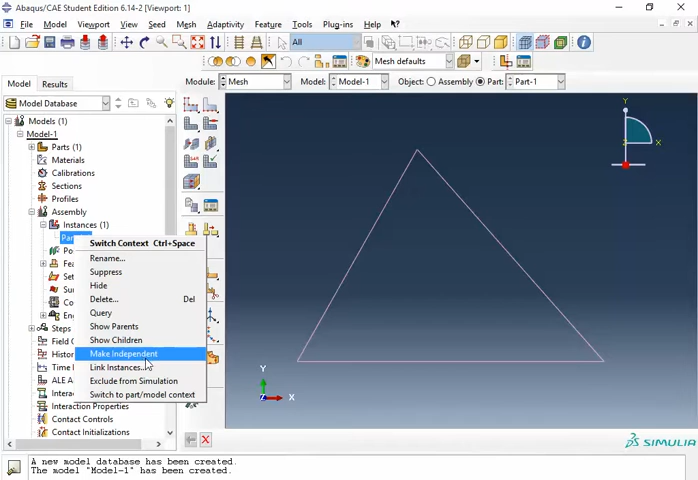 Abaqus/CAE Student Edition 6.14-2 [Viewport: 1]
File Model Viewport View Seed Mesh Adaptivity Feature Tools Plug-ins Help
All
Mesh defaults
Model Results
Module: Mesh Model: Model-1 Object: Assembly Part: Part-1
Model Database
Models (1)
Model-1
Parts (1)
Materials
Calibrations
Sections
Profiles
Assembly
Instances (1)
Switch Context Ctrl+Space
Rename...
Suppress
Hide
Delete... Del
Query
Show Parents
Show Children
Make Independent
Link Instances...
Exclude from Simulation
Switch to part/model context
Steps
Field
Histor
Time
ALE A
Intera
Interaction Properties
Contact Controls
Contact Initializations
Y
X
Z
Y
X
Z
SIMULIA
A new model database has been created.
The model "Model-1" has been created.